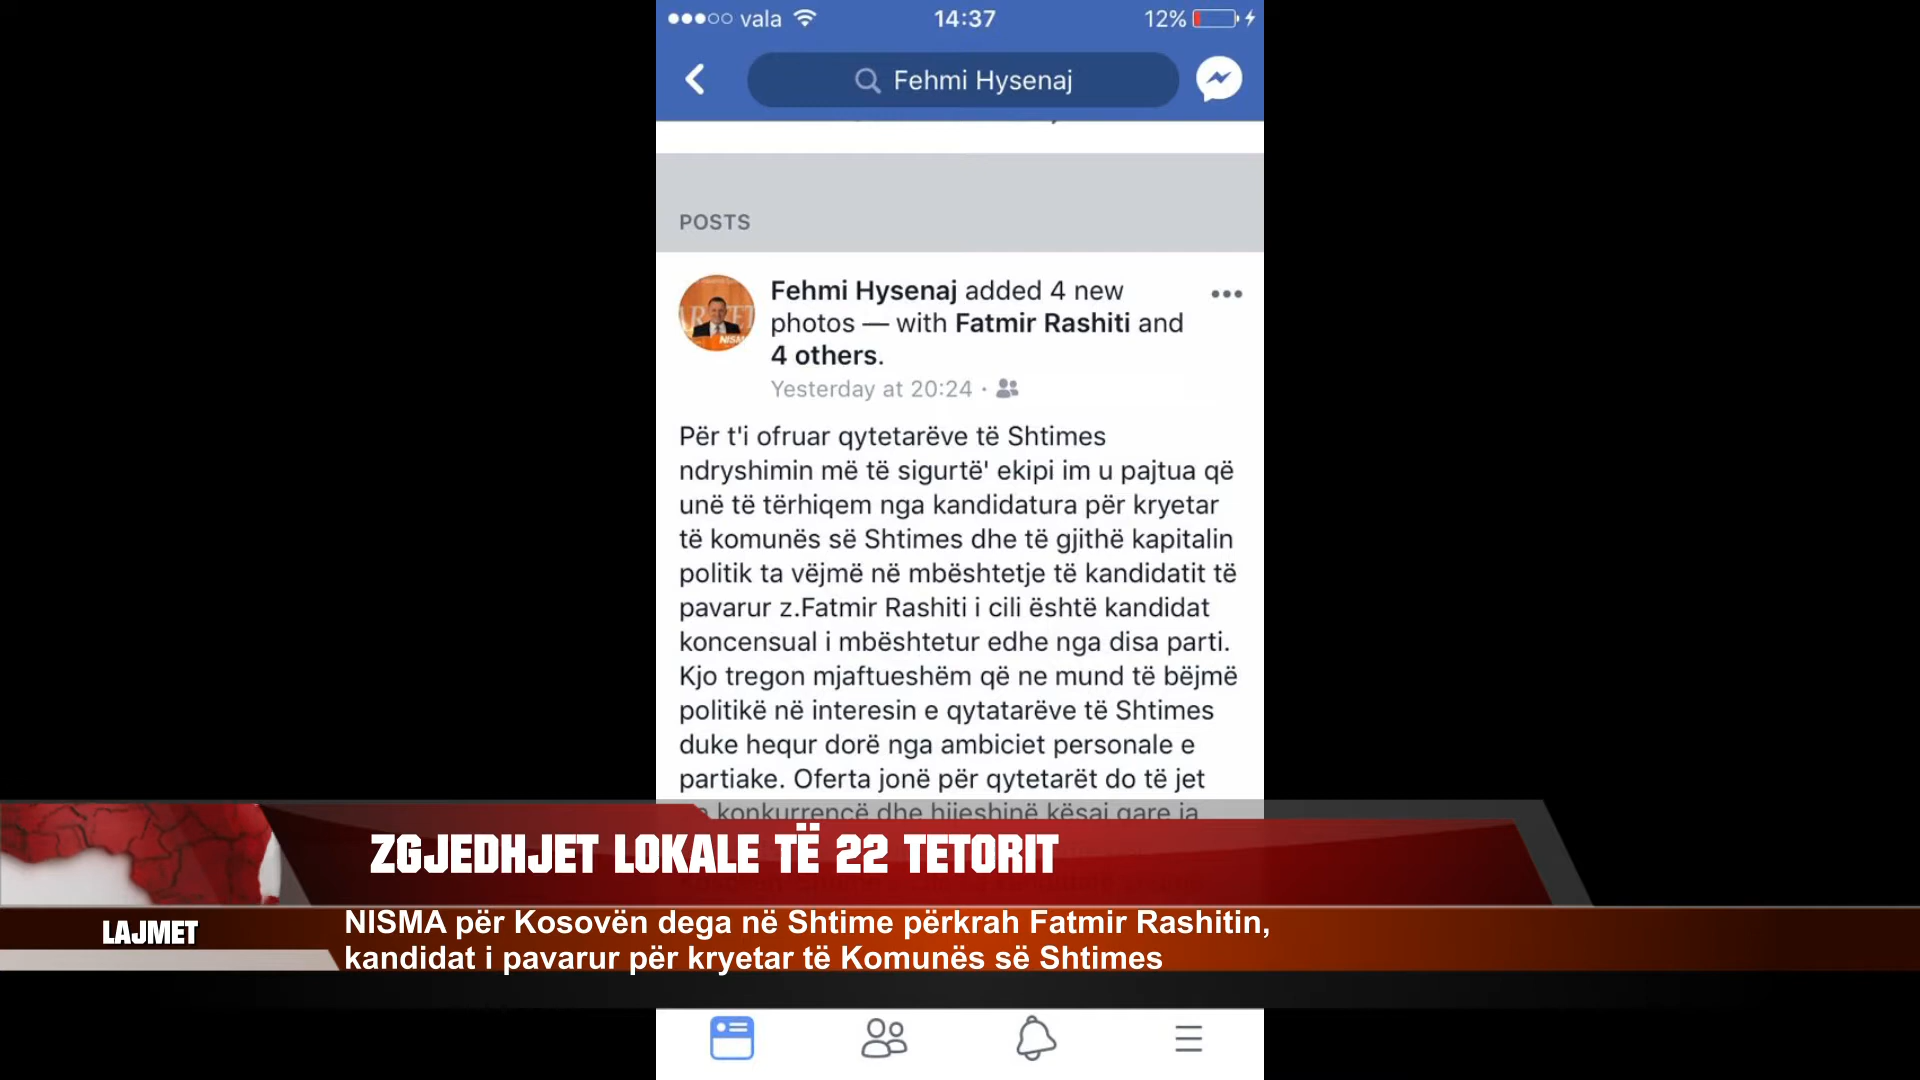 vala 14:37 12%
Fehmi Hysenaj
POSTS
Fehmi Hysenaj added 4 new
photos — with Fatmir Rashiti and
4 others.
Yesterday at 20:24
Për t'i ofruar qytetarëve të Shtimes
ndryshimin më të sigurtë' ekipi im u pajtua që
unë të tërhiqem nga kandidatura për kryetar
të komunës së Shtimes dhe të gjithë kapitalin
politik ta vëjmë në mbështetje të kandidatit të
pavarur z.Fatmir Rashiti i cili është kandidat
koncensual i mbështetur edhe nga disa parti.
Kjo tregon mjaftueshëm që ne mund të bëjmë
politikë në interesin e qytatarëve të Shtimes
duke hequr dorë nga ambiciet personale e
partiake. Oferta jonë për qytetarët do të jet
konkurrencë dhe hijeshinë kësaj gare ja
ZGJEDHJET LOKALE TË 22 TETORIT
LAJMET
NISMA për Kosovën dega në Shtime përkrah Fatmir Rashitin,
kandidat i pavarur për kryetar të Komunës së Shtimes